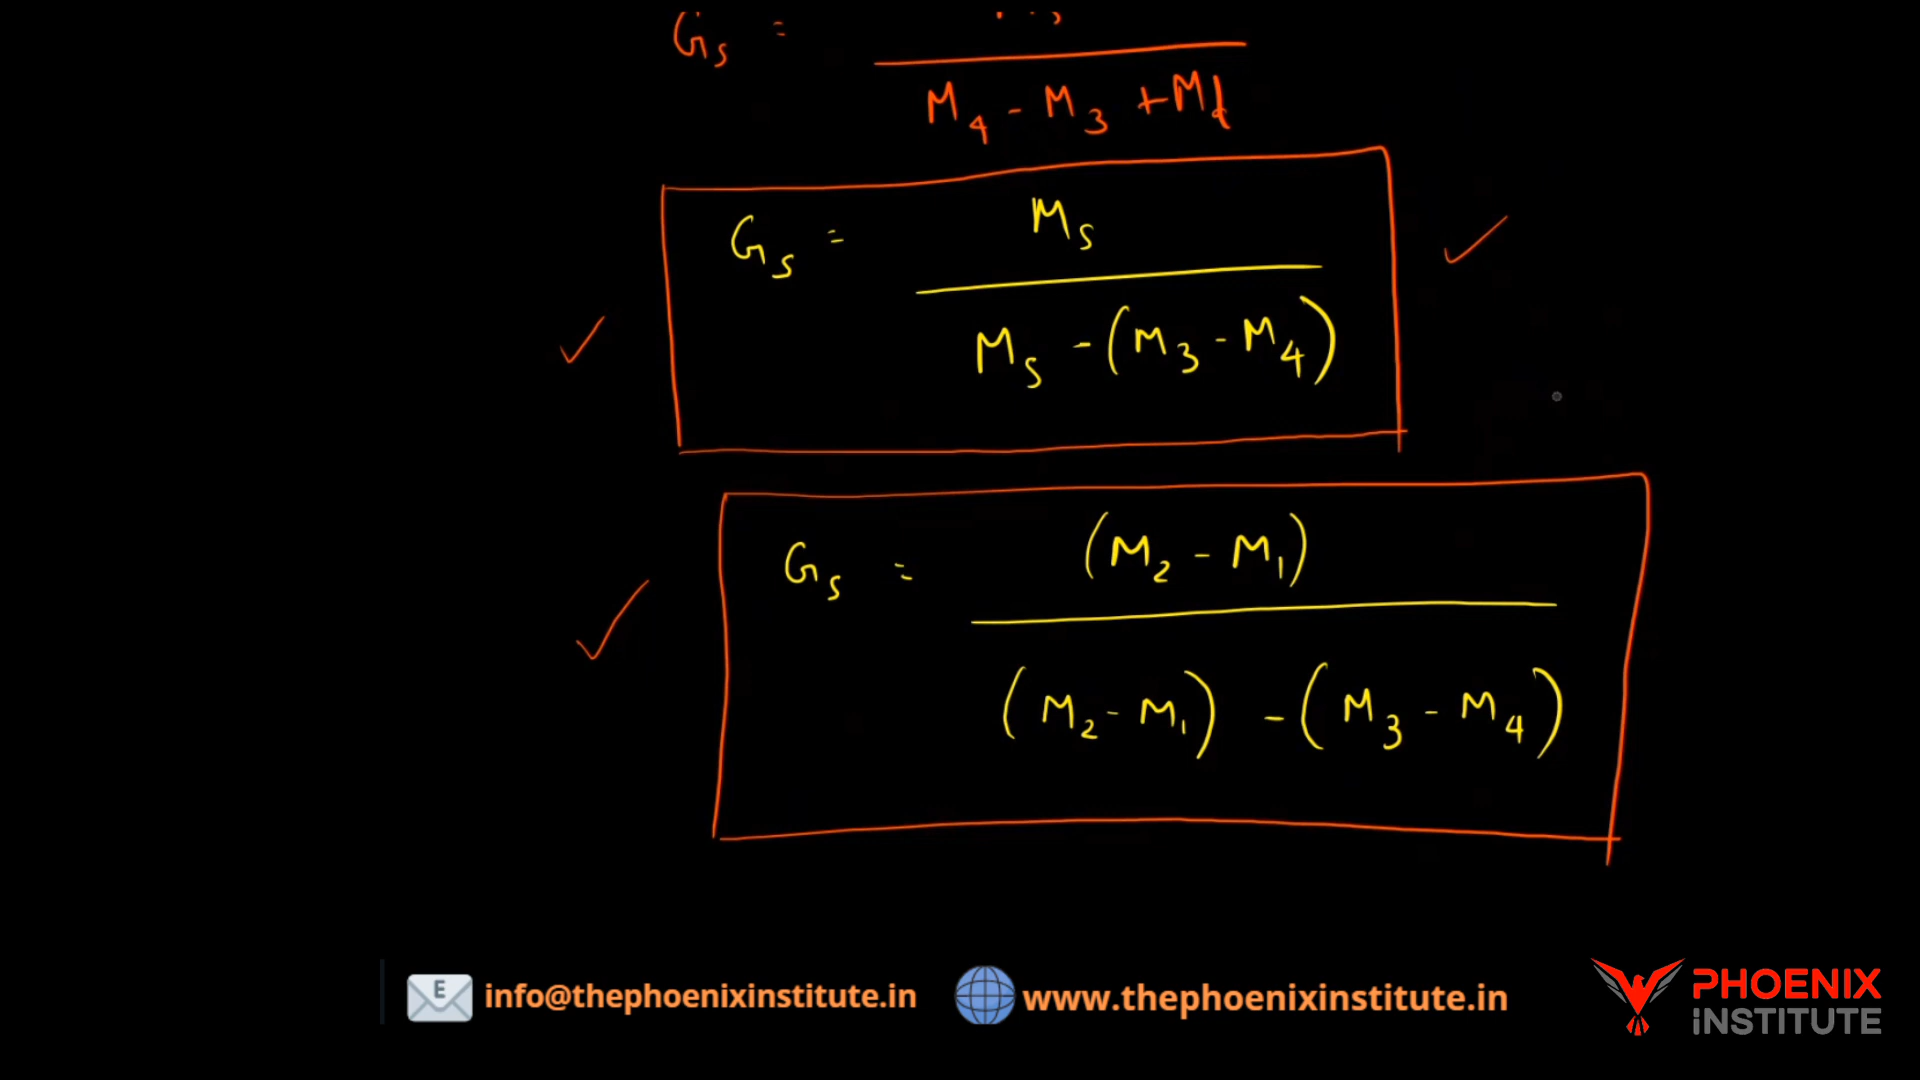 Gs =
M4 - M3 + Md
Gs = Ms
Ms - (M3 - M4)
Gs = (M2 - M1)
(M2 - M1) - (M3 - M4)
E info@thephoenixinstitute.in www.thephoenixinstitute.in
PHOENIX
iNSTITUTE